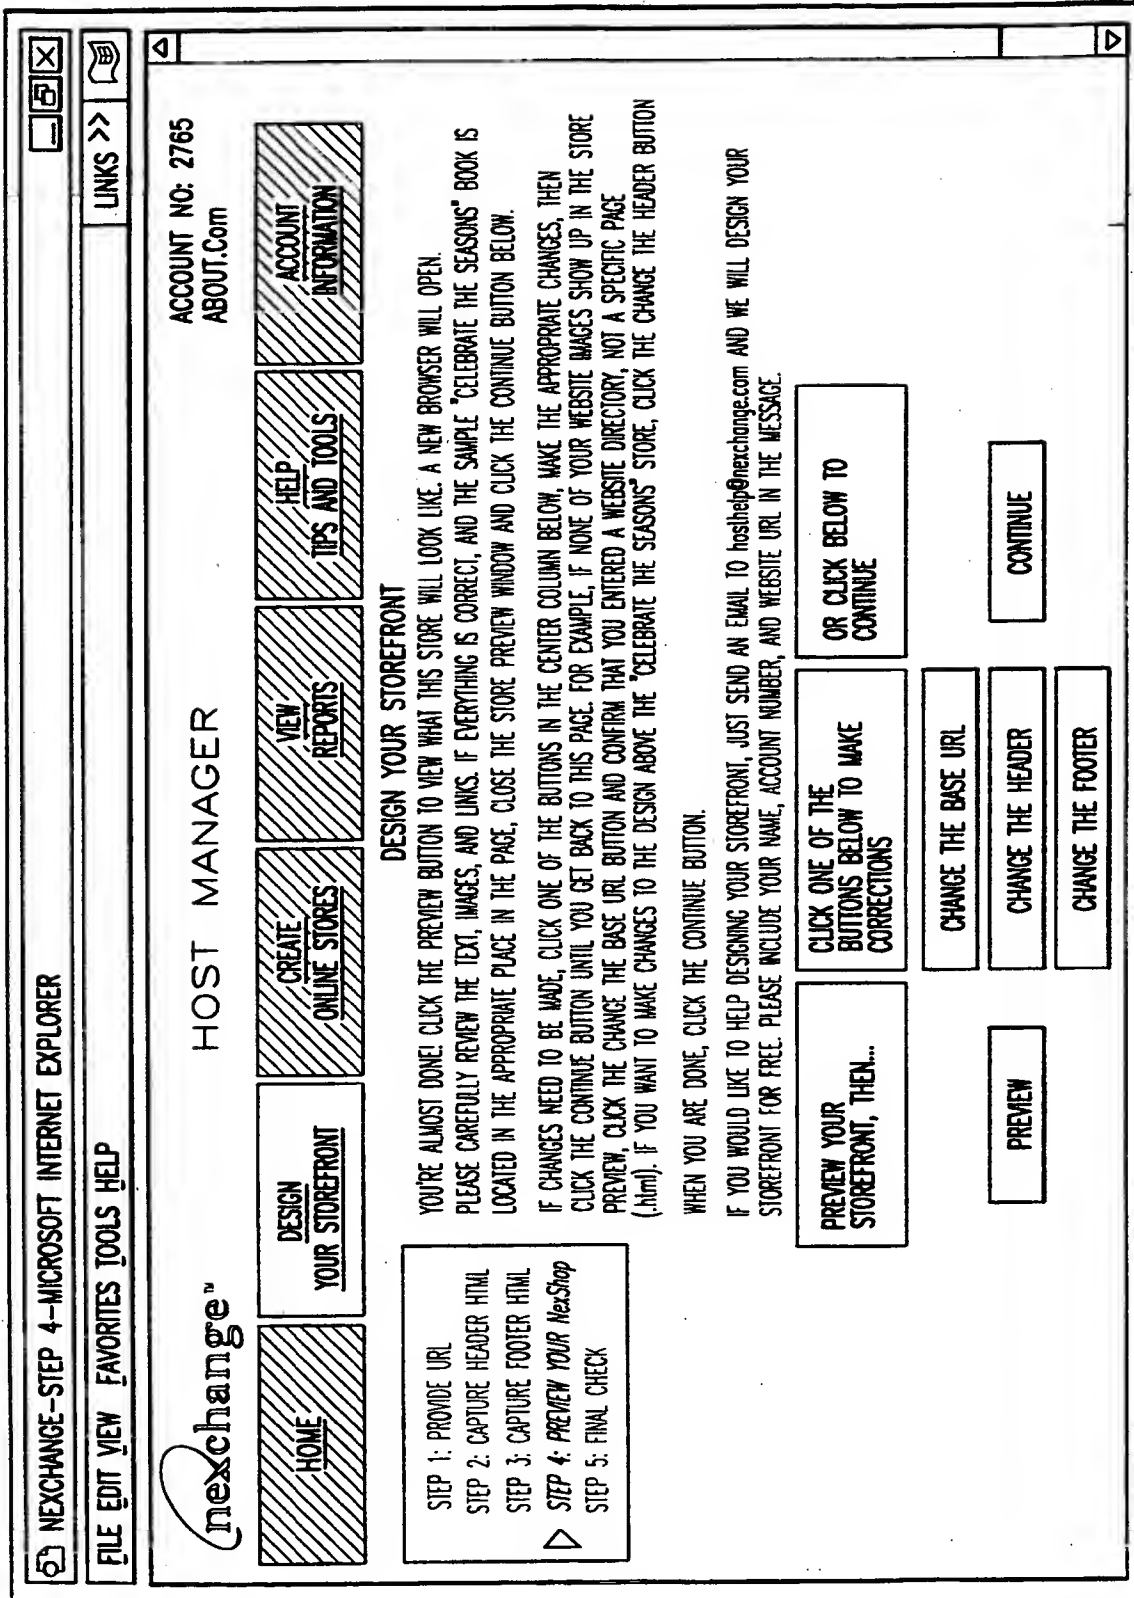 NEXCHANGE-STEP 4-MICROSOFT INTERNET EXPLORER
FILE EDIT VIEW FAVORITES TOOLS HELP
LINKS >>
nexchange™
HOST MANAGER
ACCOUNT NO: 2765
ABOUT.Com
HOME
DESIGN
YOUR STOREFRONT
CREATE
ONLINE STORES
VIEW
REPORTS
HELP
TIPS AND TOOLS
ACCOUNT
INFORMATION
STEP 1: PROVIDE URL
STEP 2: CAPTURE HEADER HTML
STEP 3: CAPTURE FOOTER HTML
STEP 4: PREVIEW YOUR NexShop
STEP 5: FINAL CHECK
DESIGN YOUR STOREFRONT
YOU'RE ALMOST DONE! CLICK THE PREVIEW BUTTON TO VIEW WHAT THIS STORE WILL LOOK LIKE. A NEW BROWSER WILL OPEN.
PLEASE CAREFULLY REVIEW THE TEXT, IMAGES, AND LINKS. IF EVERYTHING IS CORRECT, AND THE SAMPLE "CELEBRATE THE SEASONS" BOOK IS
LOCATED IN THE APPROPRIATE PLACE IN THE PAGE, CLOSE THE STORE PREVIEW WINDOW AND CLICK THE CONTINUE BUTTON BELOW.
IF CHANGES NEED TO BE MADE, CLICK ONE OF THE BUTTONS IN THE CENTER COLUMN BELOW, MAKE THE APPROPRIATE CHANGES, THEN
CLICK THE CONTINUE BUTTON UNTIL YOU GET BACK TO THIS PAGE. FOR EXAMPLE, IF NONE OF YOUR WEBSITE IMAGES SHOW UP IN THE STORE
PREVIEW, CLICK THE CHANGE THE BASE URL BUTTON AND CONFIRM THAT YOU ENTERED A WEBSITE DIRECTORY, NOT A SPECIFIC PAGE
(.html). IF YOU WANT TO MAKE CHANGES TO THE DESIGN ABOVE THE "CELEBRATE THE SEASONS" STORE, CLICK THE CHANGE THE HEADER BUTTON
WHEN YOU ARE DONE, CLICK THE CONTINUE BUTTON.
IF YOU WOULD LIKE TO HELP DESIGNING YOUR STOREFRONT, JUST SEND AN EMAIL TO hosthelp@nexchange.com AND WE WILL DESIGN YOUR
STOREFRONT FOR FREE. PLEASE INCLUDE YOUR NAME, ACCOUNT NUMBER, AND WEBSITE URL IN THE MESSAGE.
PREVIEW YOUR
STOREFRONT, THEN...
CLICK ONE OF THE
BUTTONS BELOW TO MAKE
CORRECTIONS
OR CLICK BELOW TO
CONTINUE
CHANGE THE BASE URL
PREVIEW
CHANGE THE HEADER
CONTINUE
CHANGE THE FOOTER